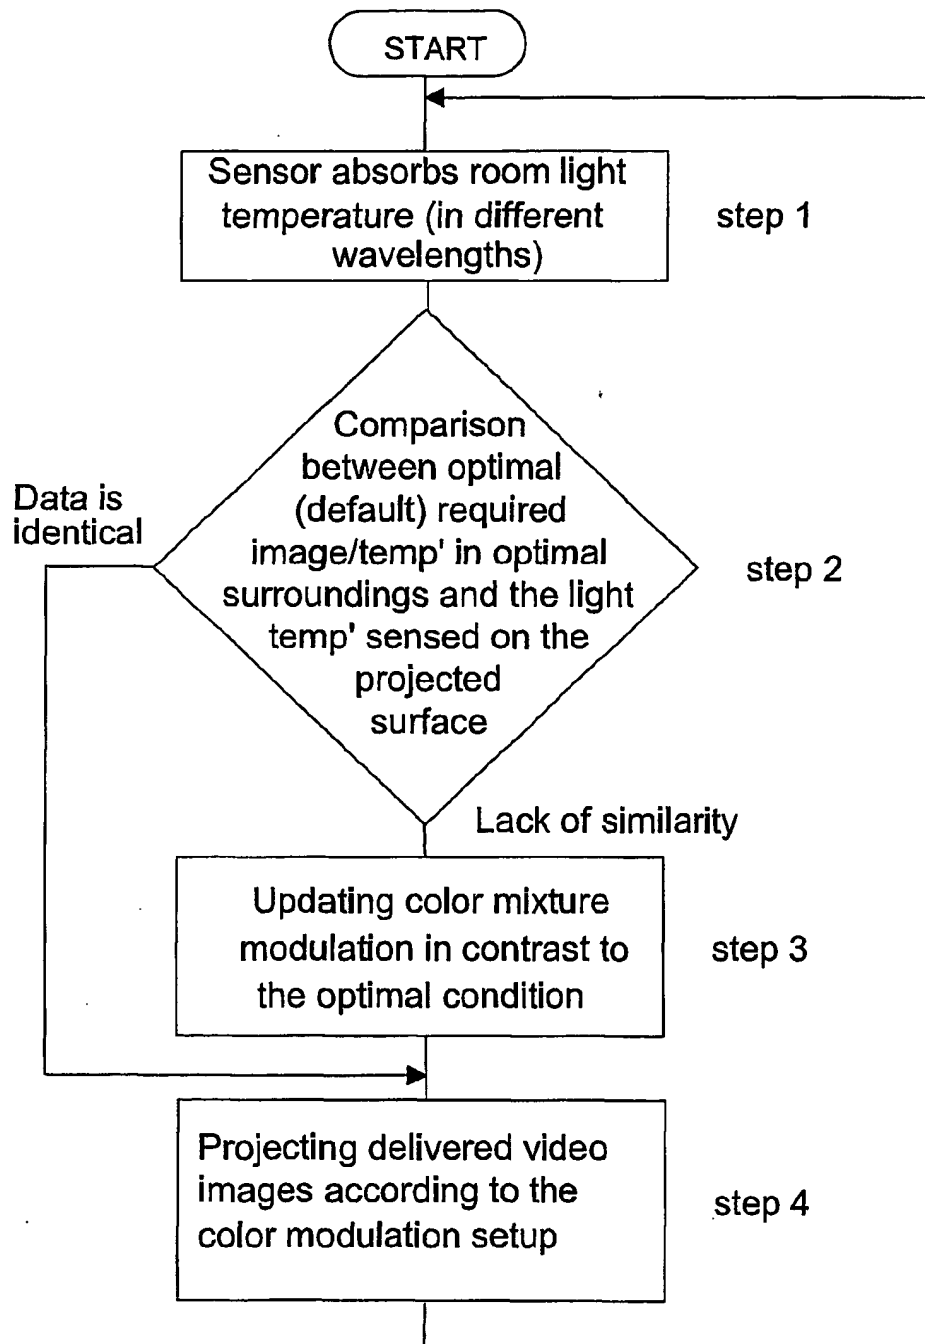 START
Sensor absorbs room light
temperature (in different
wavelengths)
step 1
Comparison
between optimal
(default) required
image/temp' in optimal
surroundings and the light
temp' sensed on the
projected
surface
Data is
identical
step 2
Lack of similarity
Updating color mixture
modulation in contrast to
the optimal condition
step 3
Projecting delivered video
images according to the
color modulation setup
step 4